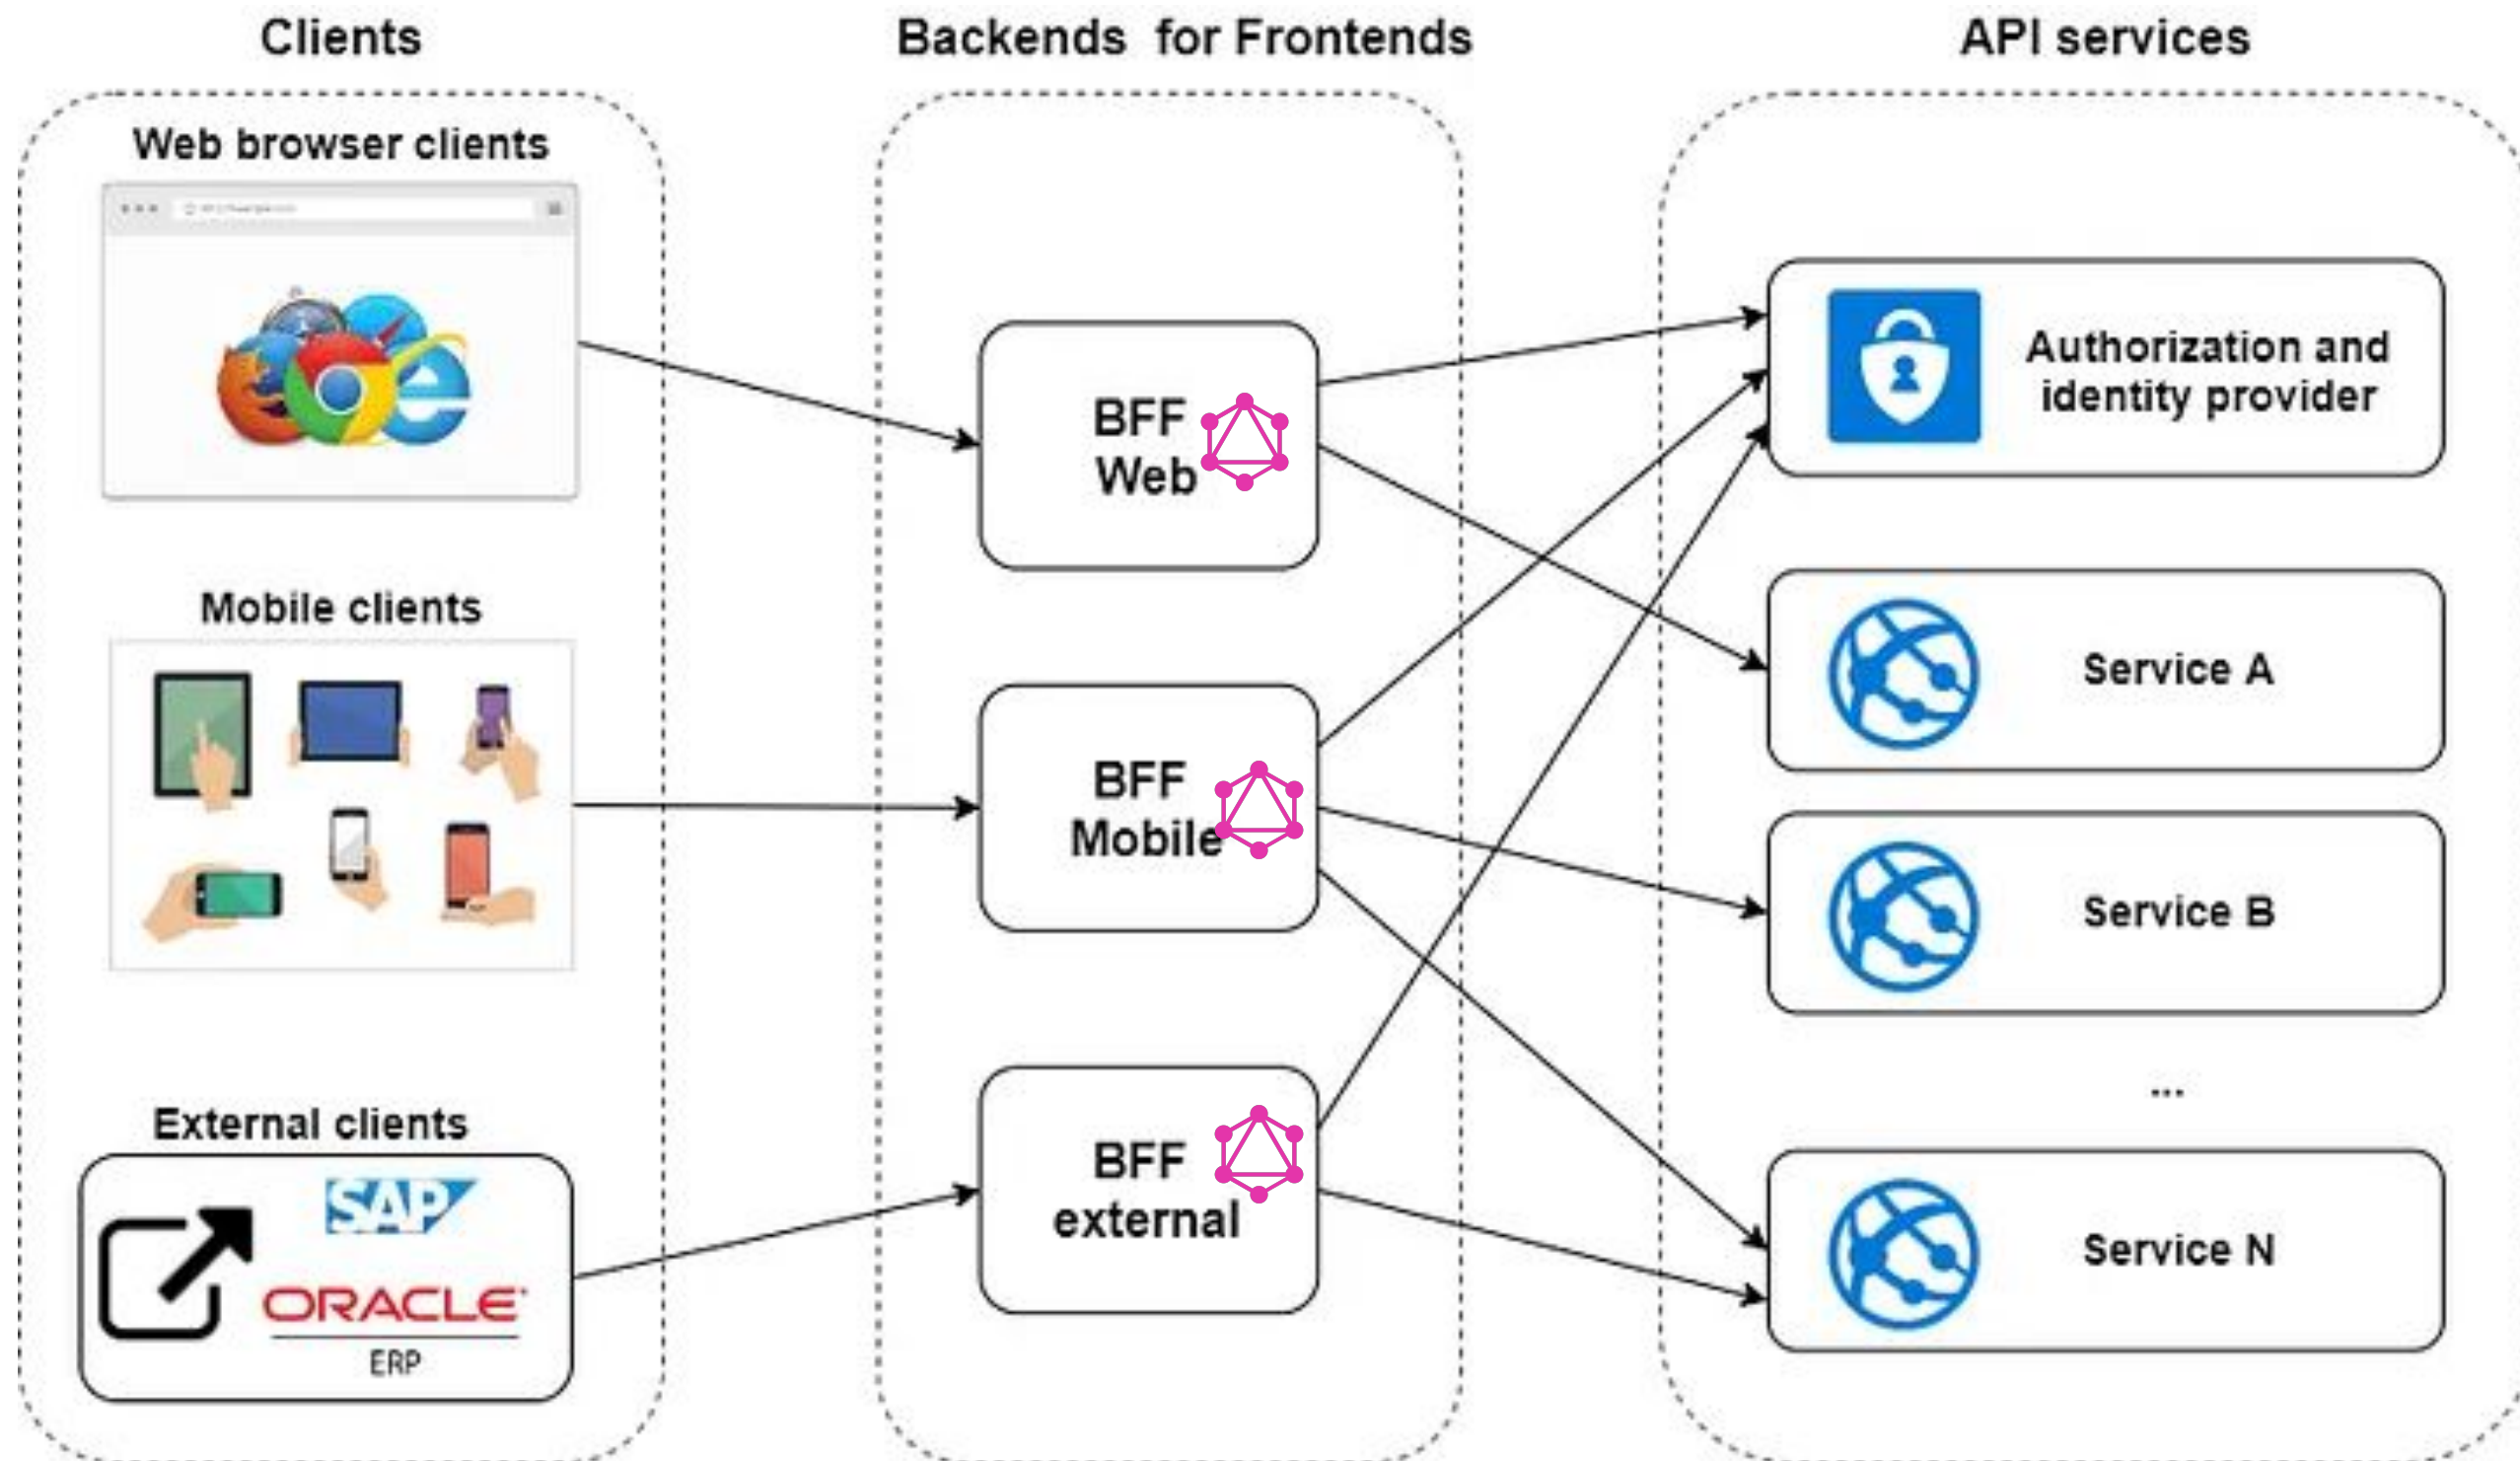 Clients
Backends for Frontends
API services
Web browser clients
Mobile clients
External clients
SAP
ORACLE
ERP
BFF
Web
BFF
Mobile
BFF
external
Authorization and
identity provider
Service A
Service B
...
Service N